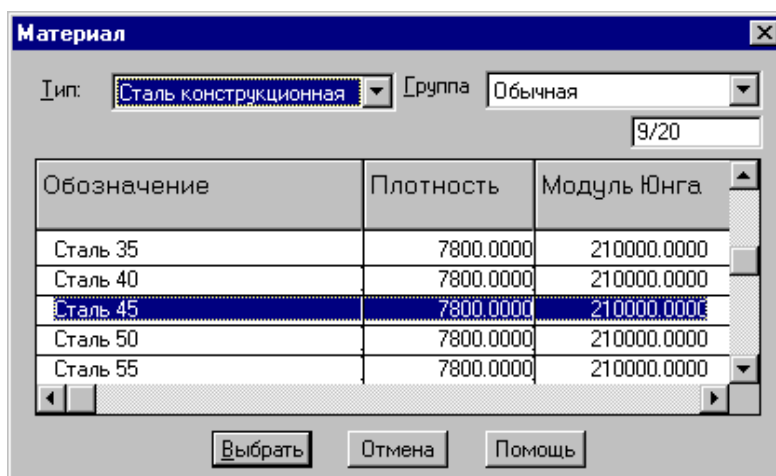 Материал
Тип: Сталь конструкционная Группа Обычная
9/20
Обозначение Плотность Модуль Юнга
Сталь 35 7800.0000 210000.0000
Сталь 40 7800.0000 210000.0000
Сталь 45 7800.0000 210000.0000
Сталь 50 7800.0000 210000.0000
Сталь 55 7800.0000 210000.0000
Выбрать Отмена Помощь